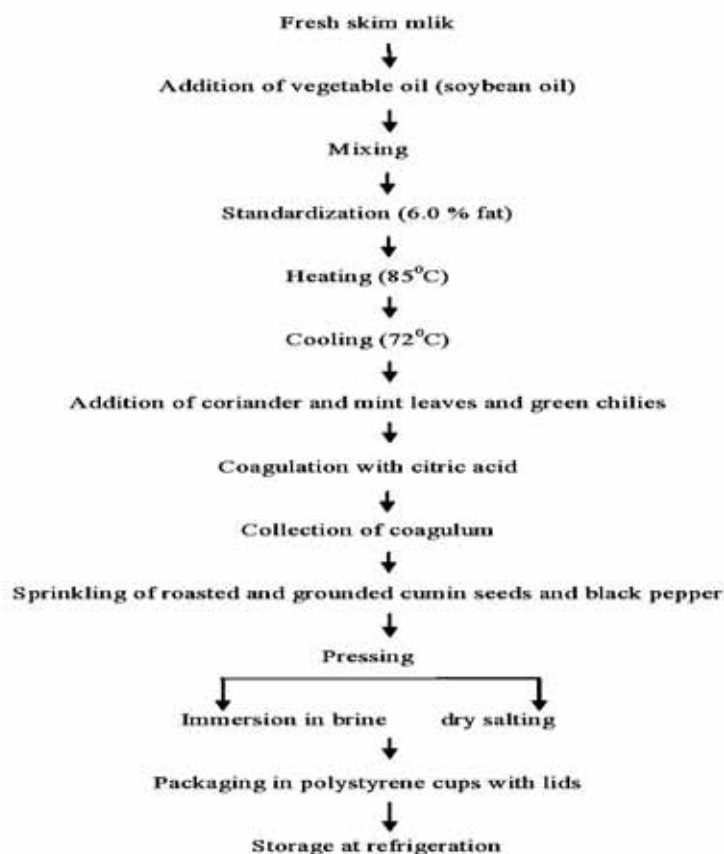 Fresh skim mlik
Addition of vegetable oil (soybean oil)
Mixing
Standardization (6.0 % fat)
Heating (85°C)
Cooling (72°C)
Addition of coriander and mint leaves and green chilies
Coagulation with citric acid
Collection of coagulum
Sprinkling of roasted and grounded cumin seeds and black pepper
Pressing
Immersion in brine dry salting
Packaging in polystyrene cups with lids
Storage at refrigeration